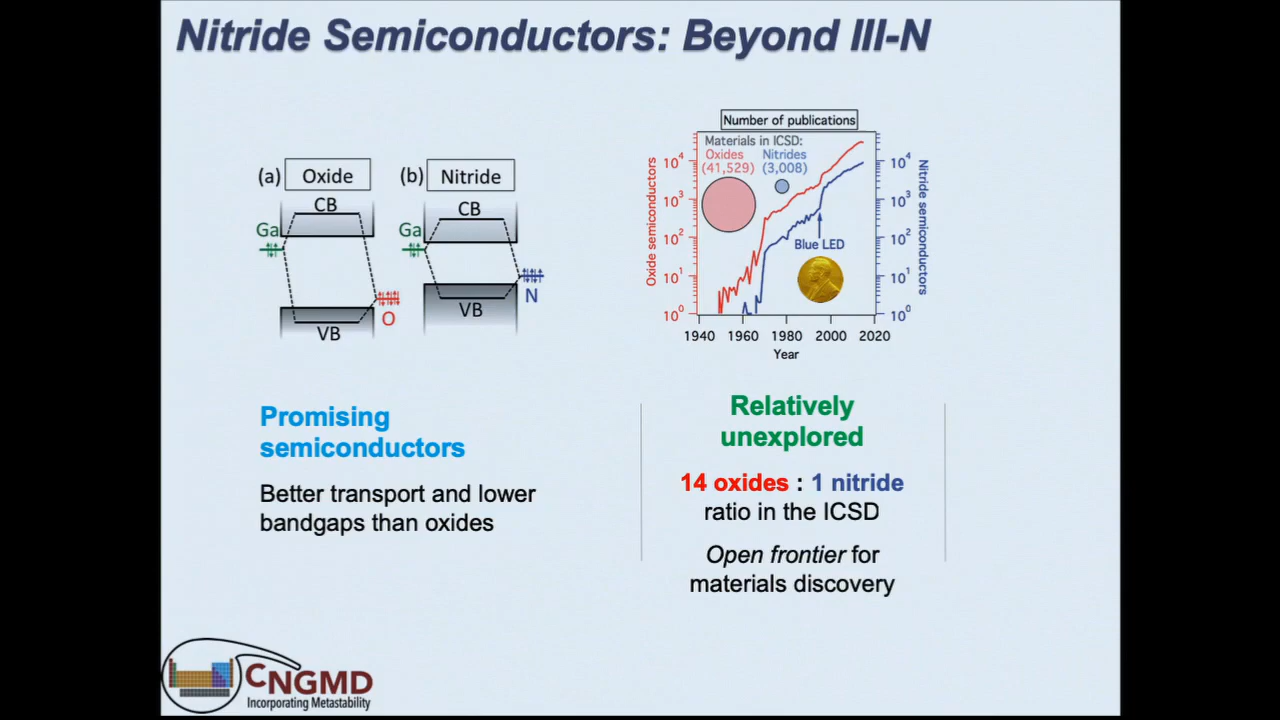 Nitride Semiconductors: Beyond III-N
(a) Oxide
CB
Ga
O
VB
(b) Nitride
CB
Ga
N
VB
Number of publications
Materials in ICSD:
Oxides Nitrides
(41,529) (3,008)
Oxide semiconductors
10⁴
10³
10²
10¹
10⁰
Blue LED
10⁴
10³
10²
10¹
10⁰
Nitride semiconductors
1940 1960 1980 2000 2020
Year
Promising
semiconductors
Better transport and lower
bandgaps than oxides
Relatively
unexplored
14 oxides : 1 nitride
ratio in the ICSD
Open frontier for
materials discovery
CNGMD
Incorporating Metastability